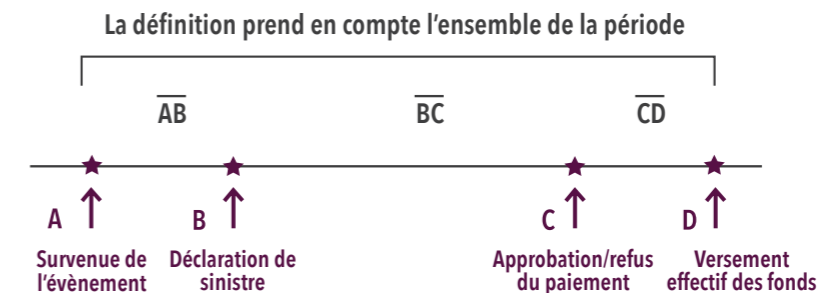 La définition prend en compte l'ensemble de la période
AB BC CD
A B C D
Survenue de
l'évènement
Déclaration de
sinistre
Approbation/refus
du paiement
Versement
effectif des fonds